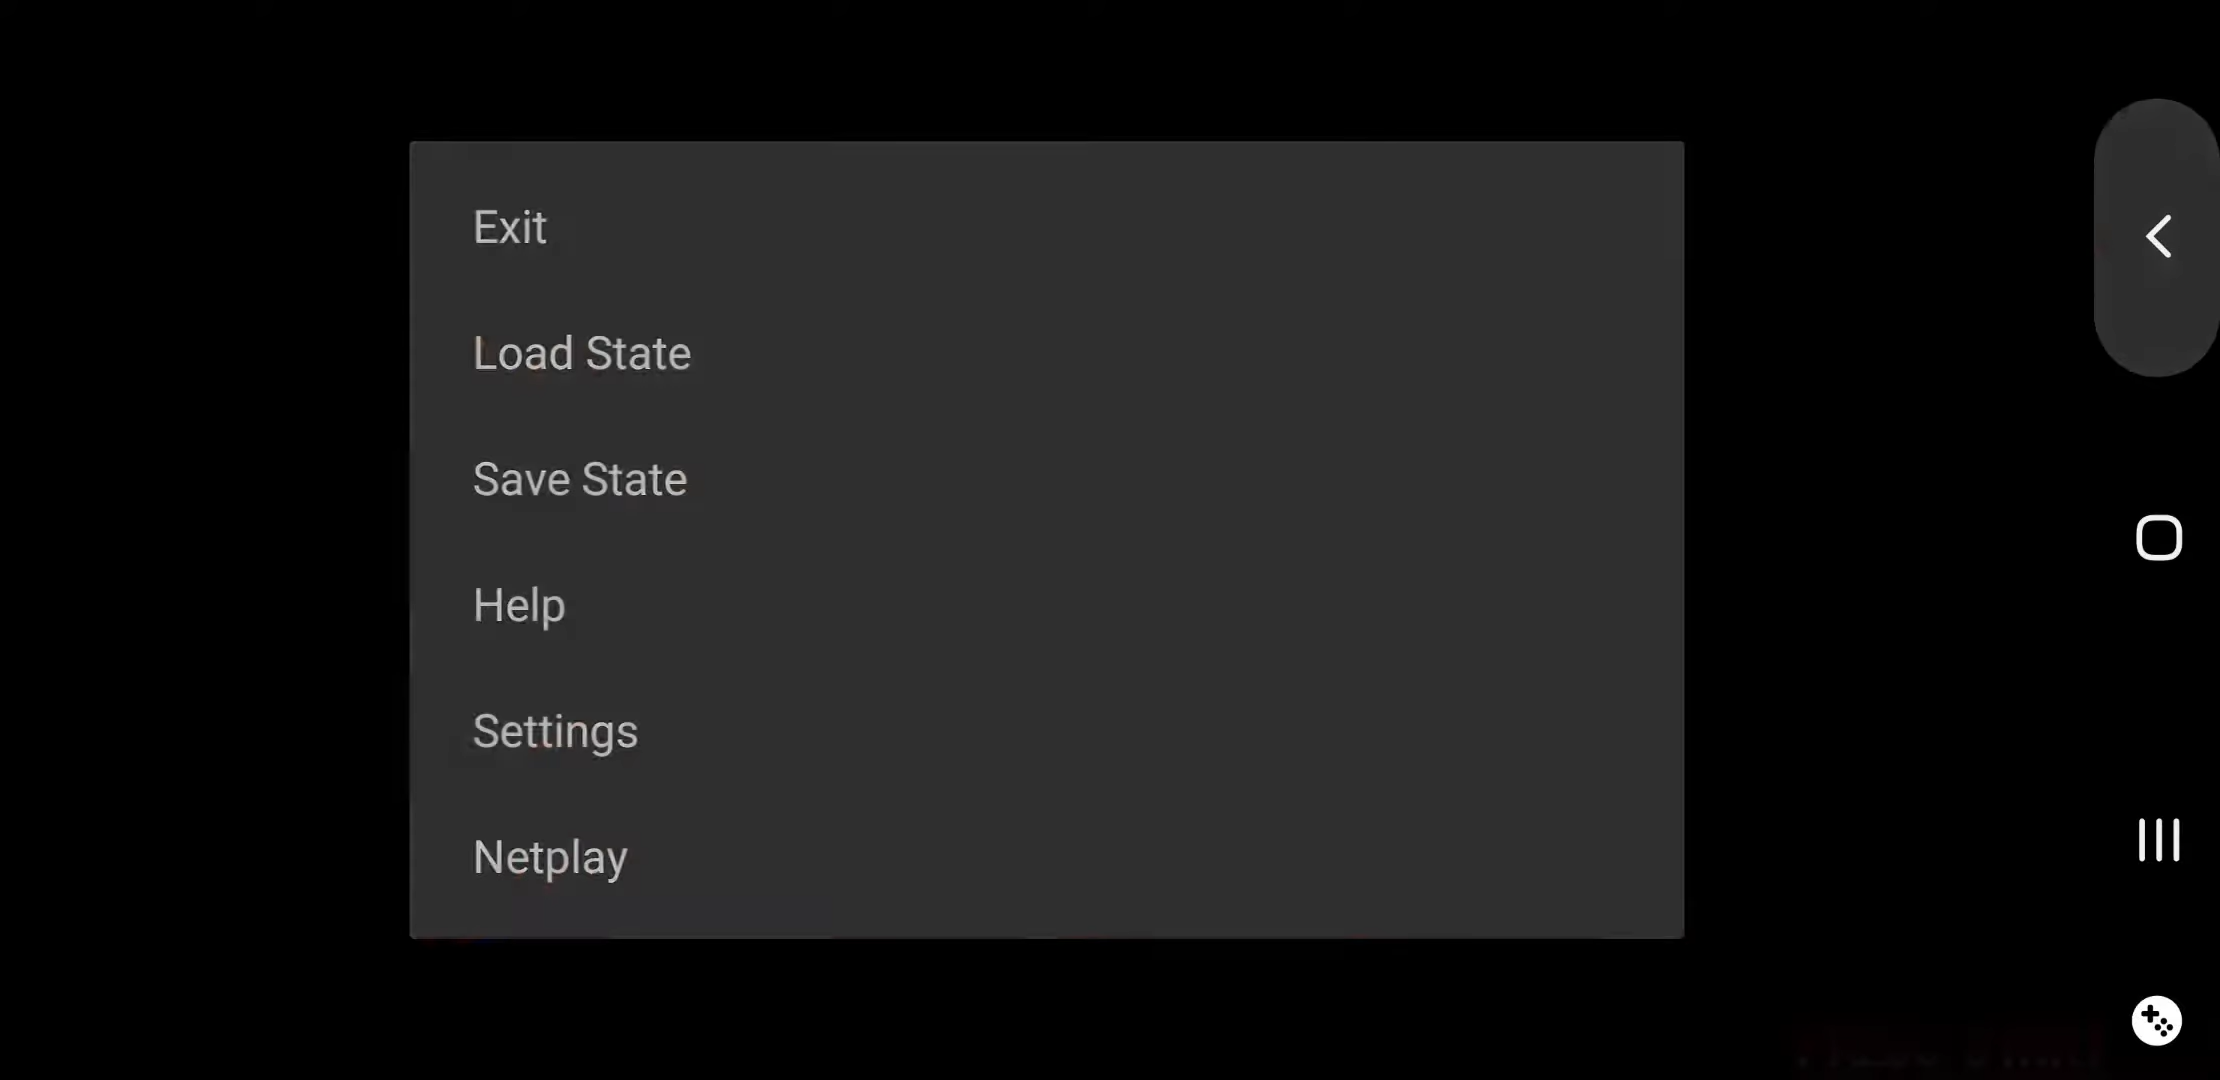 Exit
Load State
Save State
Help
Settings
Netplay